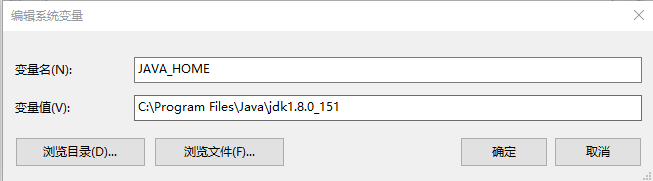 编辑系统变量
变量名(N):
JAVA_HOME
变量值(V):
C:\Program Files\Java\jdk1.8.0_151
浏览目录(D)...
浏览文件(F)...
确定
取消